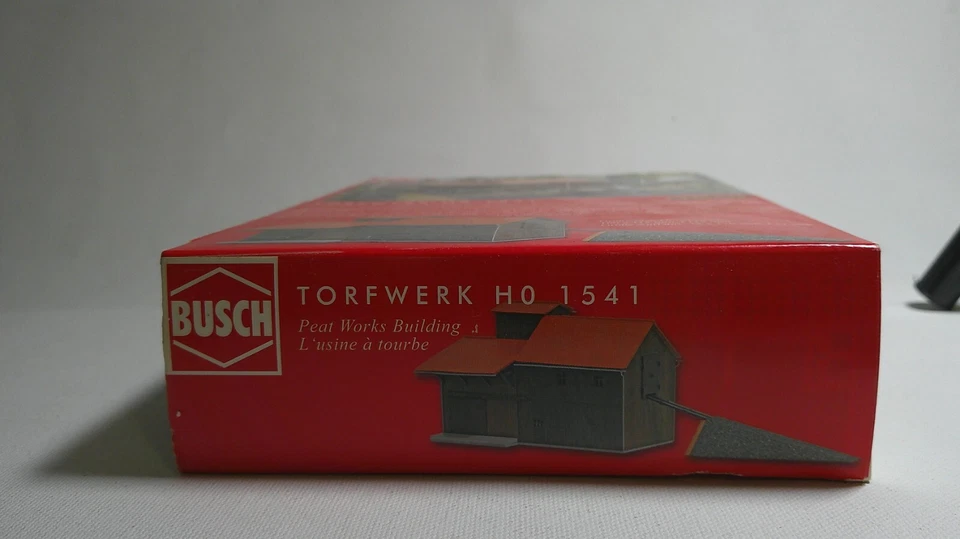 BUSCH
TORFWERK H0 1541
Peat Works Building
L'usine à tourbe